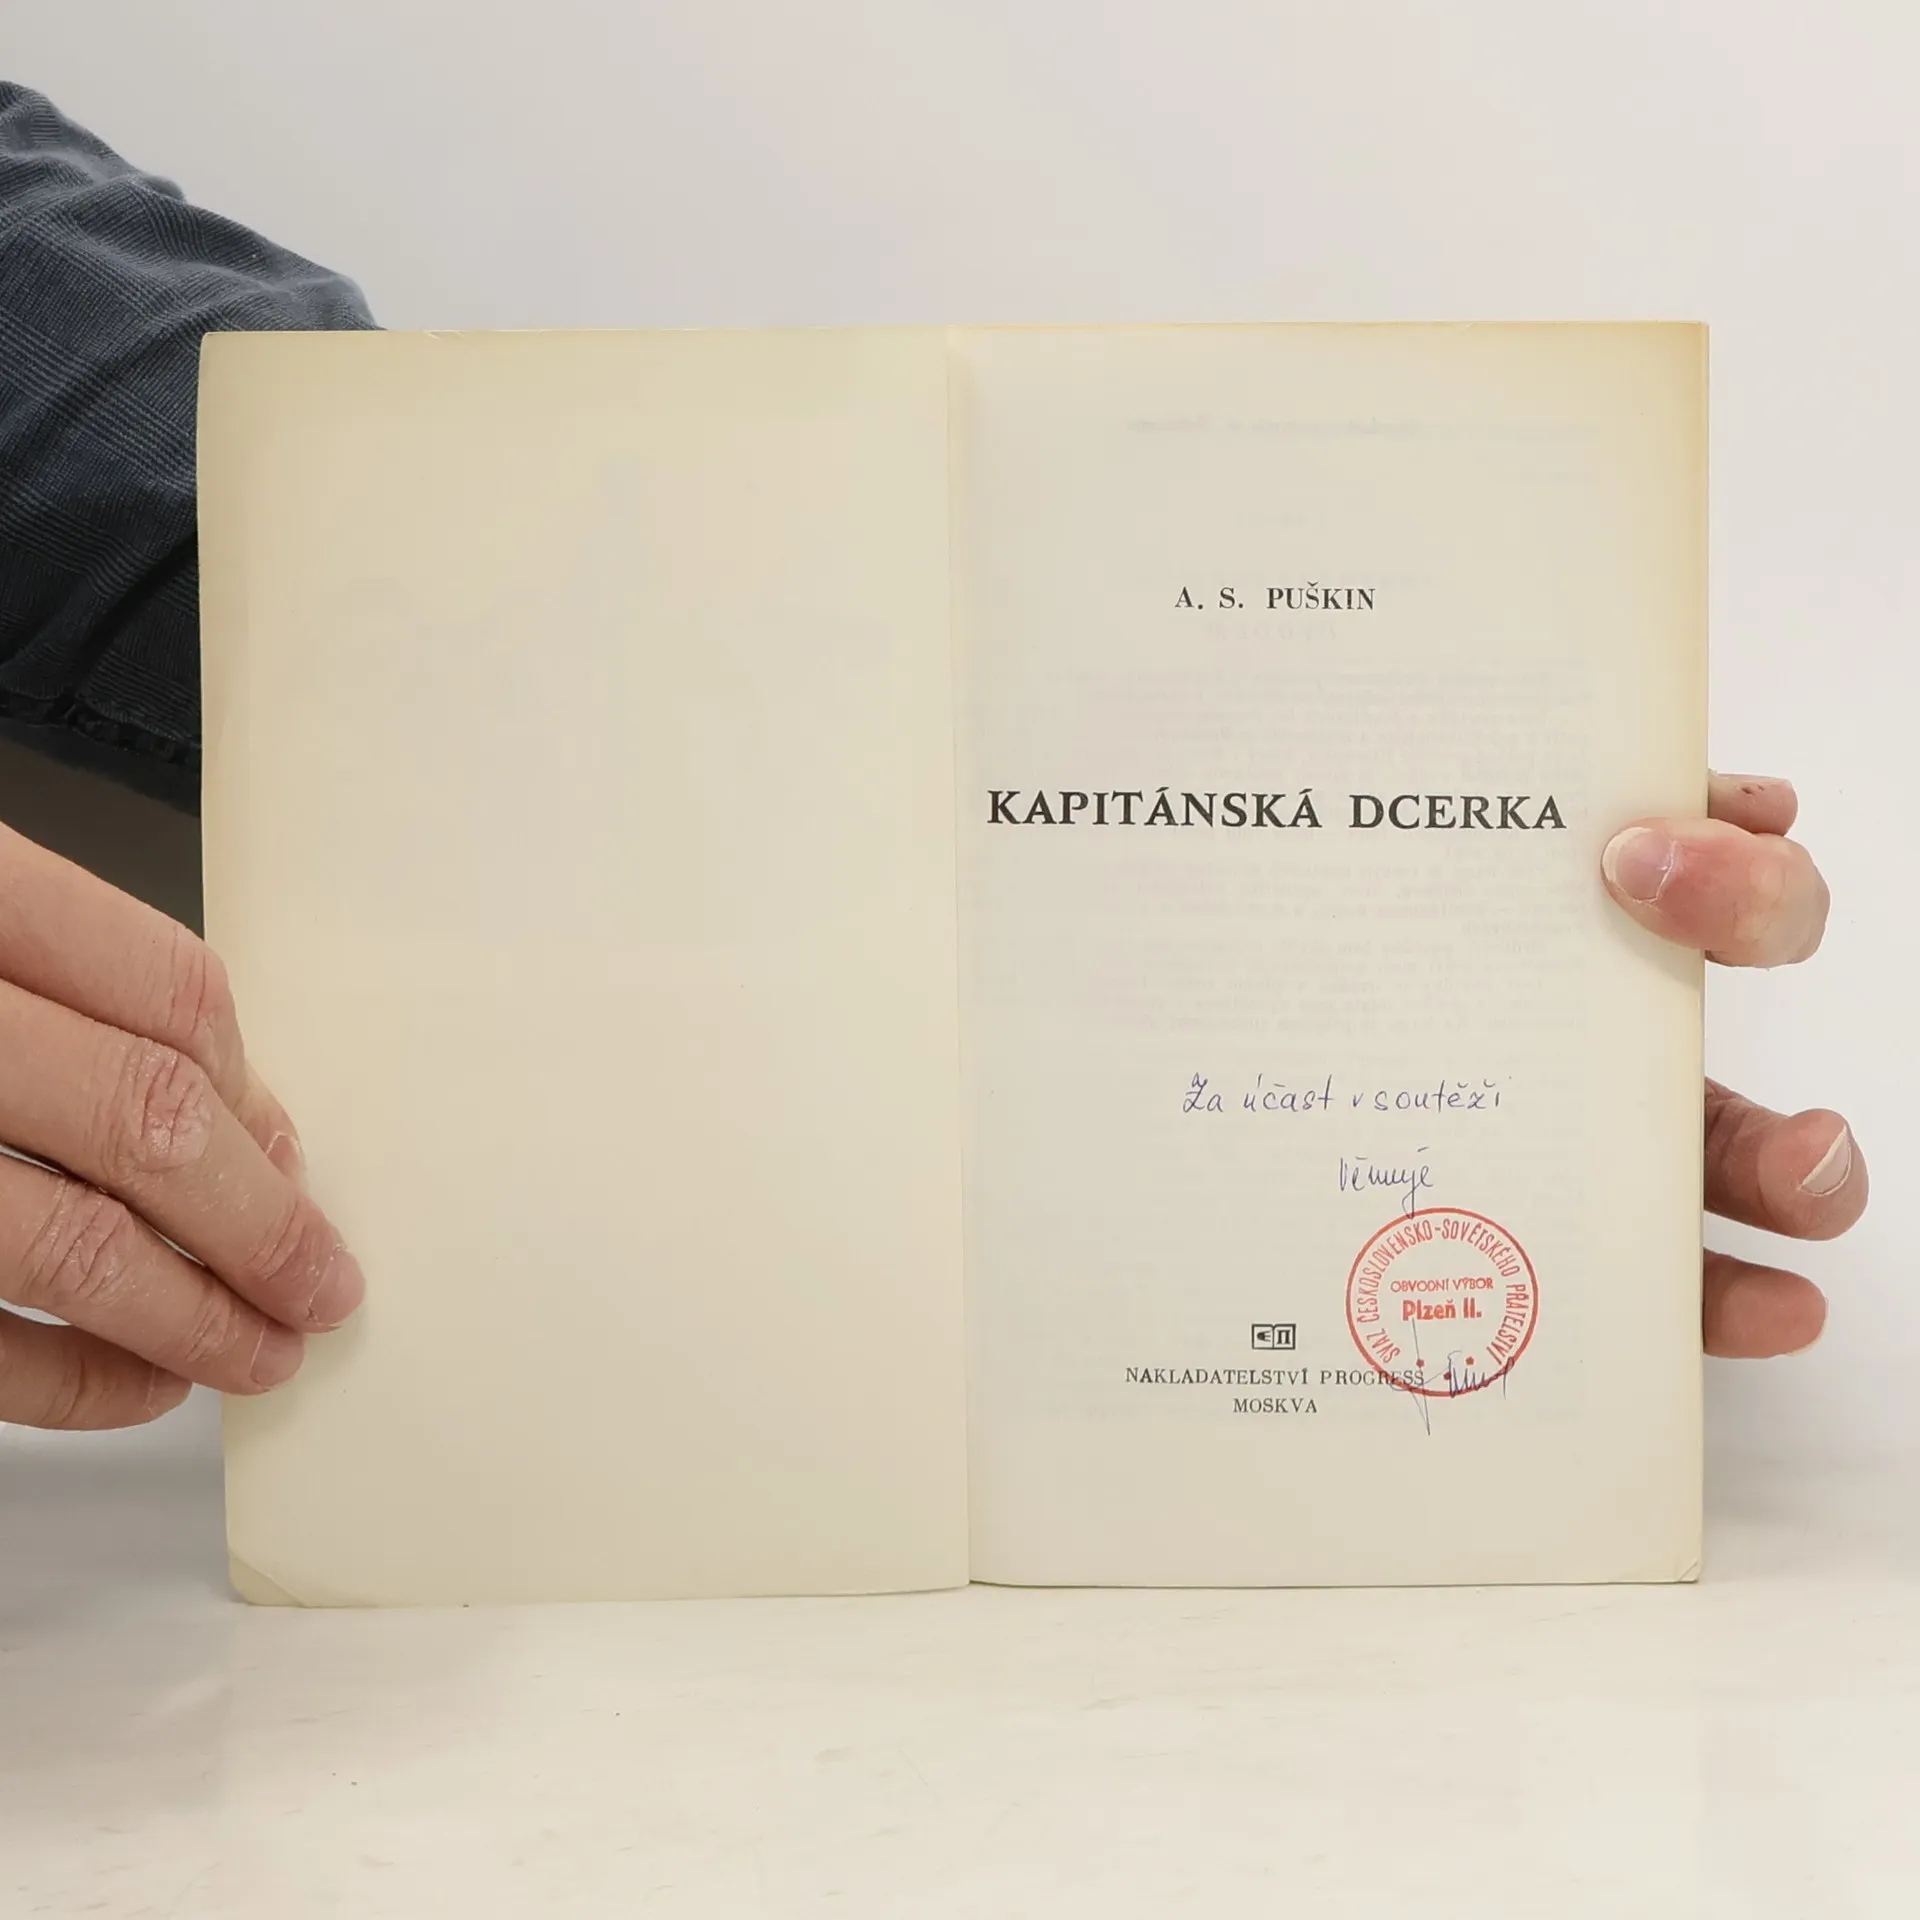 A. S. PUŠKIN
KAPITÁNSKÁ DCERKA
Za účast v soutěži
věnuje
SVAZ ČESKOSLOVENSKO-SOVĚTSKÉHO PŘÁTELSTVÍ
OBVODNÍ VÝBOR
Plzeň II.
NAKLADATELSTVÍ PROGRESS
MOSKVA